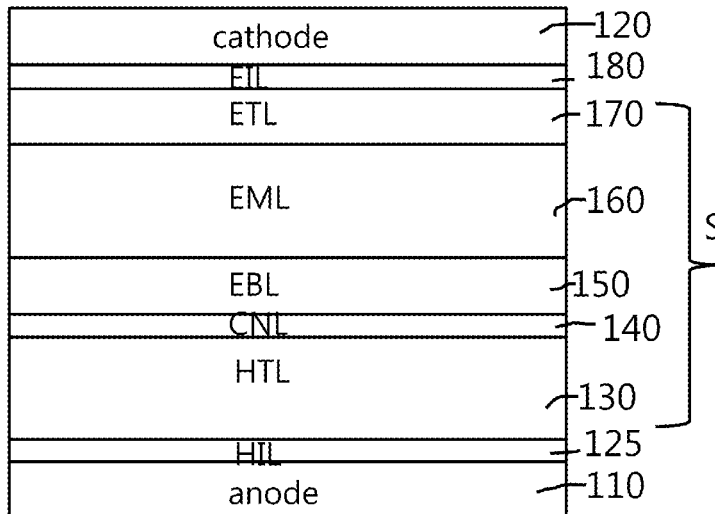 cathode 120
EIL 180
ETL 170
EML 160
S
EBL 150
CNL 140
HTL 130
HIL 125
anode 110